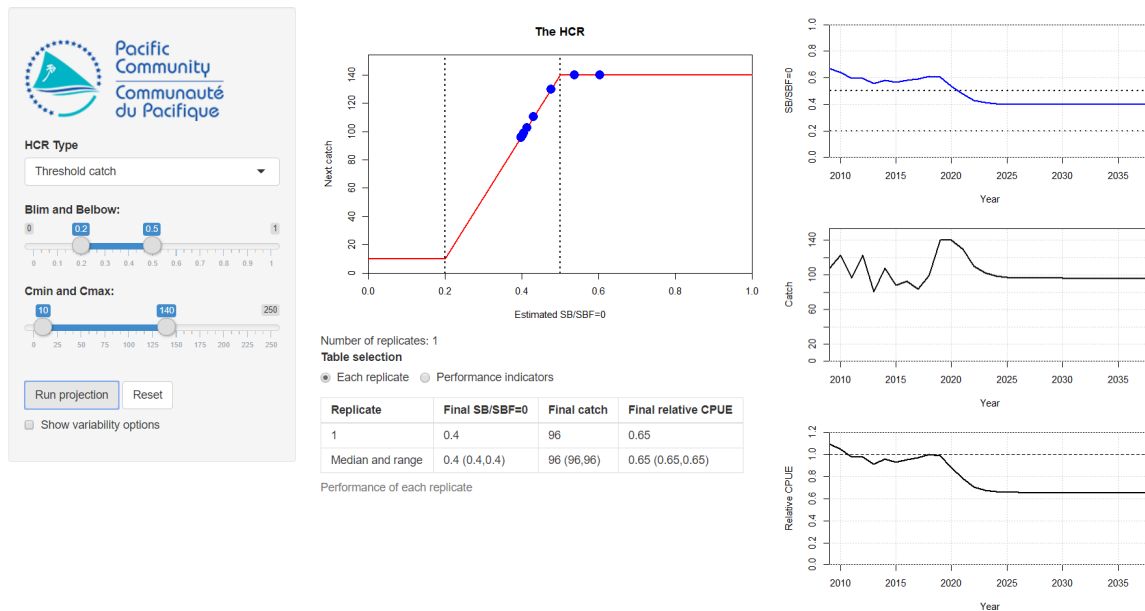 Pacific
Community
Communauté
du Pacifique
HCR Type
Threshold catch
Blim and Belbow:
0 0.2 0.5 1
0 0.1 0.2 0.3 0.4 0.5 0.6 0.7 0.8 0.9 1
Cmin and Cmax:
10 140 250
0 25 50 75 100 125 150 175 200 225 250
Run projection Reset
Show variability options
The HCR
Next catch
140
120
100
80
60
40
20
0
0.0 0.2 0.4 0.6 0.8 1.0
Estimated SB/SBF=0
Number of replicates: 1
Table selection
Each replicate Performance indicators
Replicate Final SB/SBF=0 Final catch Final relative CPUE
1 0.4 96 0.65
Median and range 0.4 (0.4,0.4) 96 (96,96) 0.65 (0.65,0.65)
Performance of each replicate
SB/SBF=0
1.0
0.8
0.6
0.4
0.2
0.0
2010 2015 2020 2025 2030 2035
Year
Catch
140
100
80
60
40
20
0
2010 2015 2020 2025 2030 2035
Year
Relative CPUE
1.2
1.0
0.8
0.6
0.4
0.2
0.0
2010 2015 2020 2025 2030 2035
Year